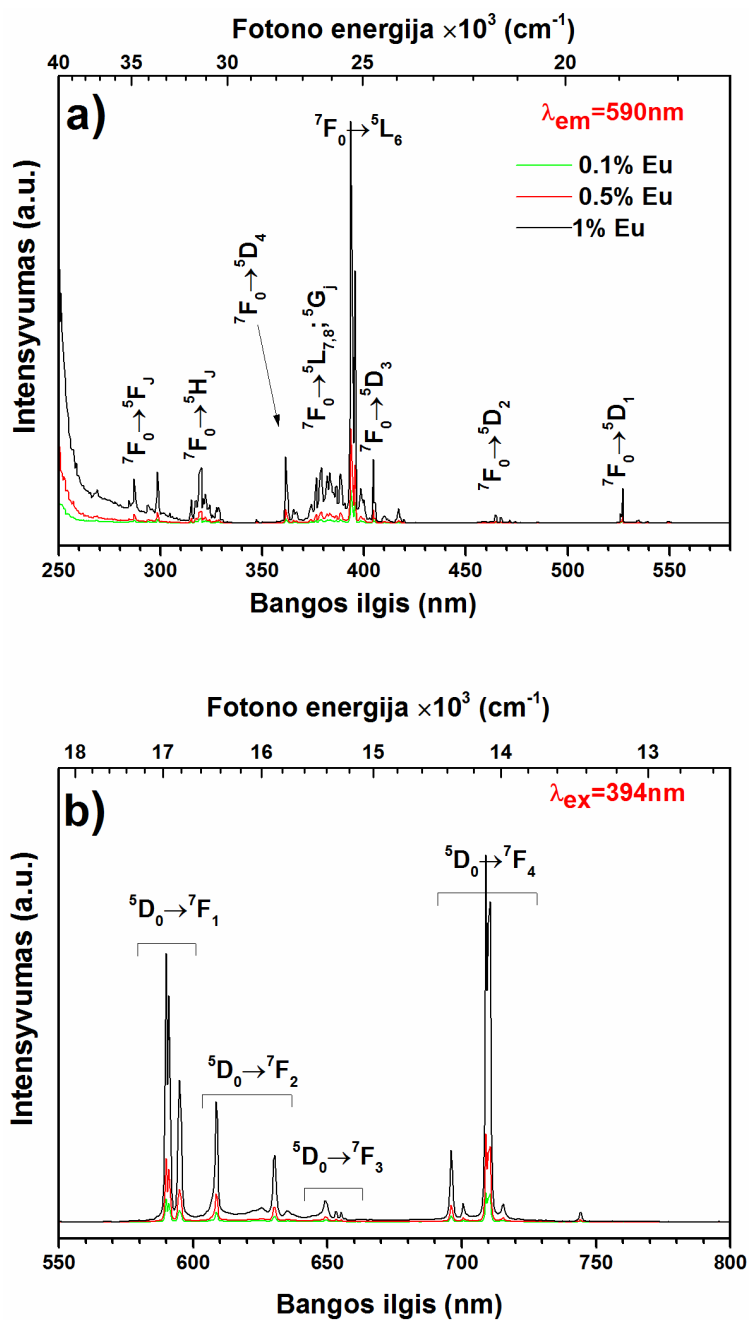 Fotono energija ×10³ (cm⁻¹)
40 35 30 25 20
a)
⁷F₀→⁵L₆
λem=590nm
0.1% Eu
0.5% Eu
1% Eu
⁷F₀→⁵FJ
⁷F₀→⁵HJ
⁷F₀→⁵D₄
⁷F₀→⁵L₇,₈; ⁵Gj
⁷F₀→⁵D₃
⁷F₀→⁵D₂
⁷F₀→⁵D₁
Intensyvumas (a.u.)
250 300 350 400 450 500 550
Bangos ilgis (nm)
Fotono energija ×10³ (cm⁻¹)
18 17 16 15 14 13
b)
λex=394nm
⁵D₀→⁷F₁
⁵D₀→⁷F₂
⁵D₀→⁷F₃
⁵D₀→⁷F₄
Intensyvumas (a.u.)
550 600 650 700 750 800
Bangos ilgis (nm)